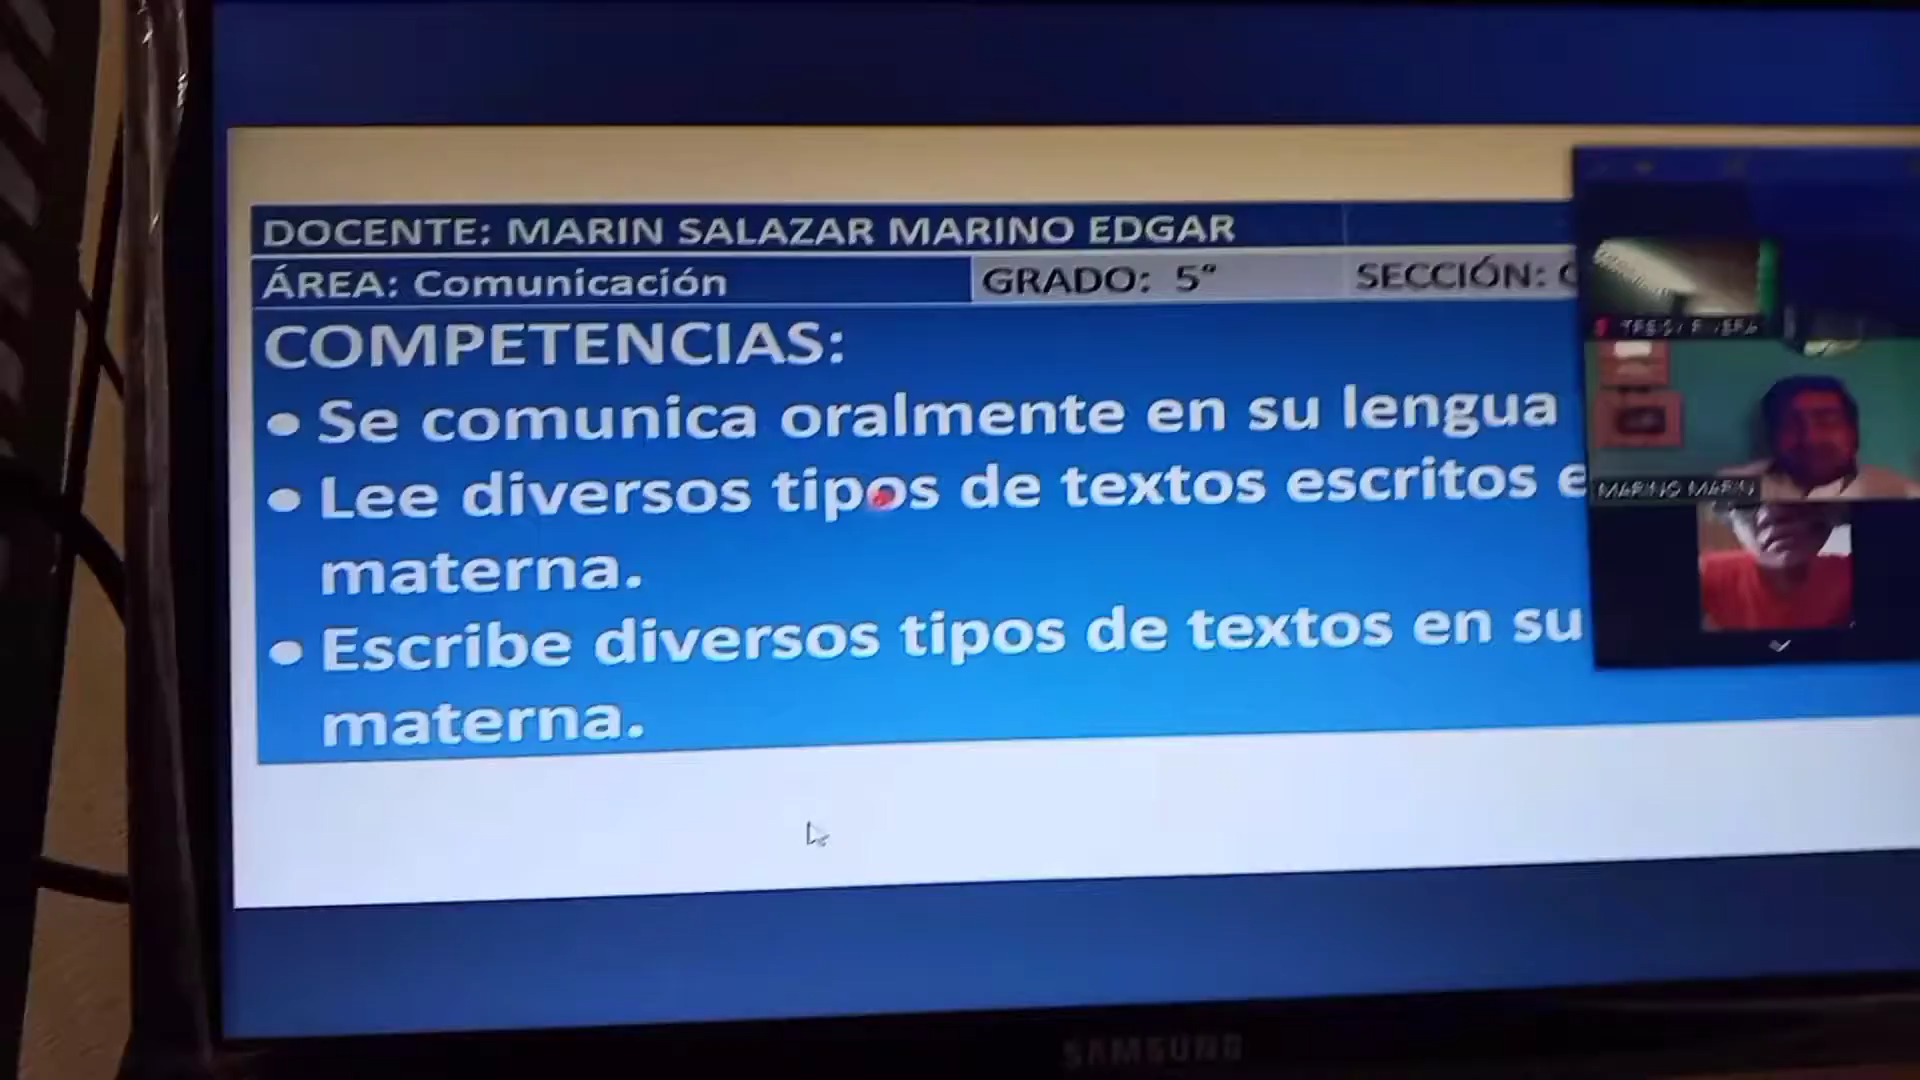 DOCENTE: MARIN SALAZAR MARINO EDGAR
ÁREA: Comunicación GRADO: 5° SECCIÓN:
COMPETENCIAS:
• Se comunica oralmente en su lengua
• Lee diversos tipos de textos escritos e
materna.
• Escribe diversos tipos de textos en su
materna.
MARINO MARIN
SAMSUNG